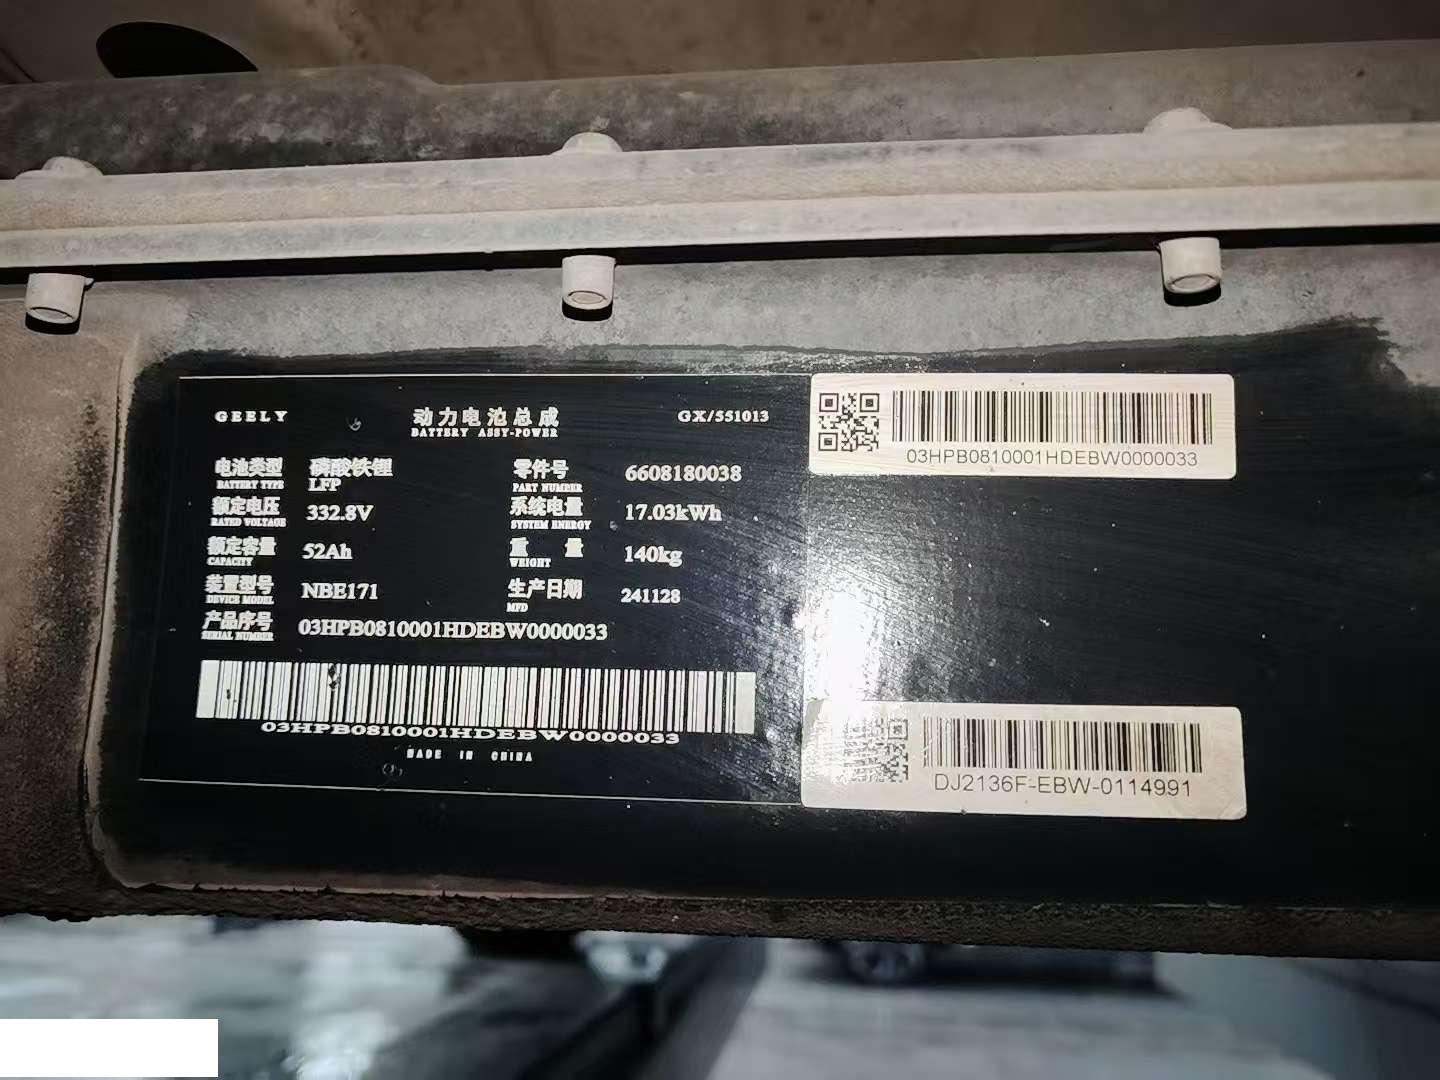 GEELY 动力电池总成 GX/551013
BATTERY ASSY-POWER
电池类型 磷酸铁锂 零件号 6608180038
BATTERY TYPE LFP PART NUMBER
额定电压 332.8V 系统电量 17.03kWh
RATED VOLTAGE SYSTEM ENERGY
额定容量 52Ah 重 量 140kg
CAPACITY WEIGHT
装置型号 NBE171 生产日期 241128
DEVICE MODEL MFD
产品序号 03HPB0810001HDEBW0000033
SERIAL NUMBER
03HPB0810001HDEBW0000033
MADE IN CHINA
03HPB0810001HDEBW0000033
DJ2136F-EBW-0114991